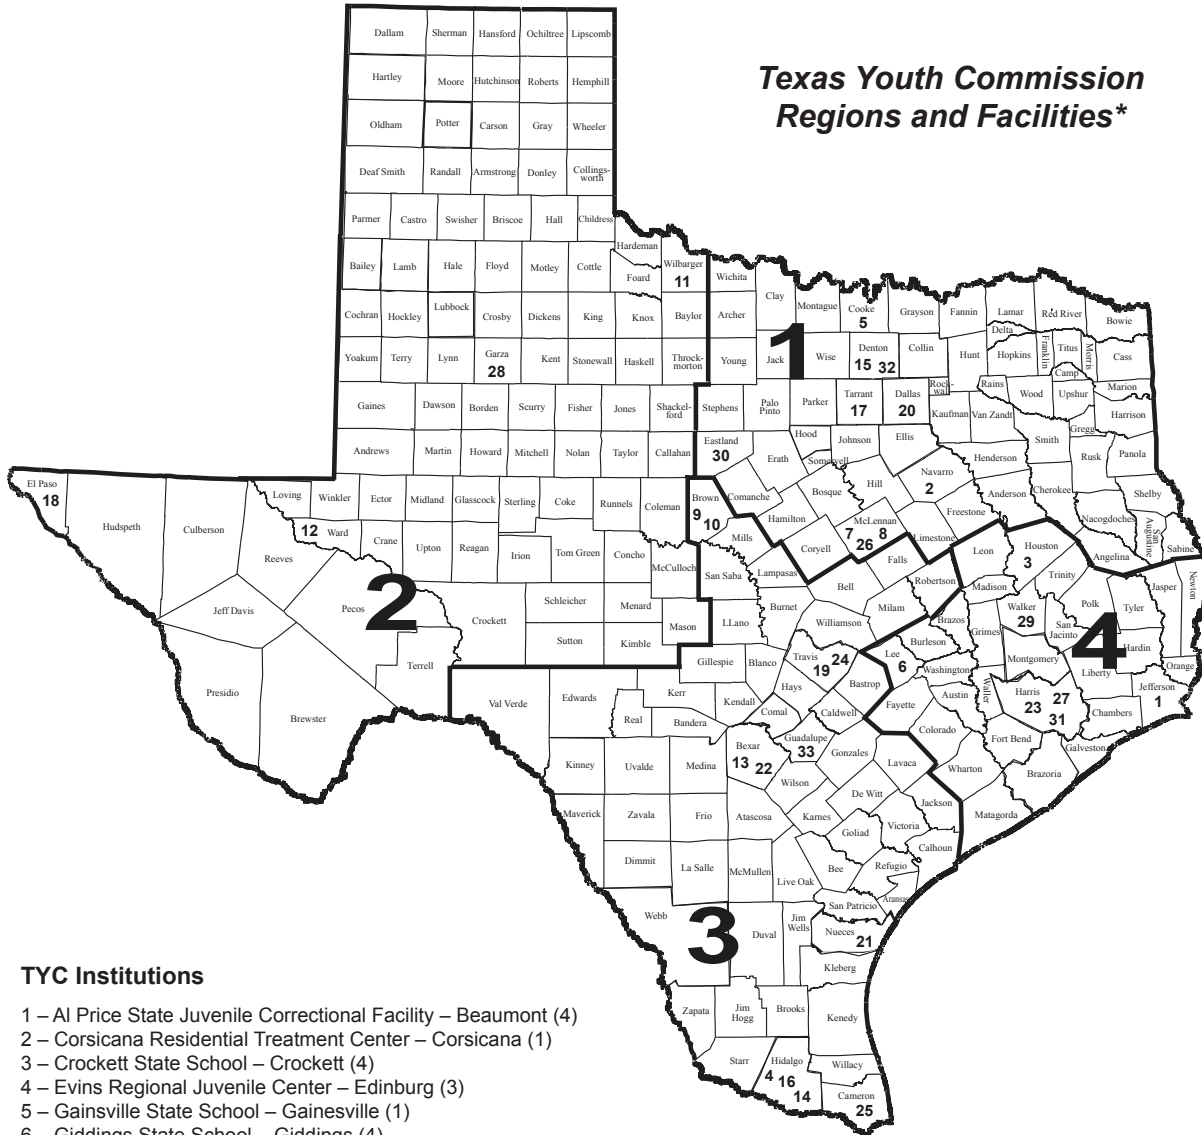 Texas Youth Commission
Regions and Facilities*
Dallam Sherman Hansford Ochiltree Lipscomb
Hartley Moore Hutchinson Roberts Hemphill
Oldham Potter Carson Gray Wheeler
Deaf Smith Randall Armstrong Donley Collings-
worth
Parmer Castro Swisher Briscoe Hall Childress
Hardeman
Bailey Lamb Hale Floyd Motley Cottle Foard Wilbarger Wichita Clay
11
Montague Cooke Grayson Fannin Lamar Red River Bowie
5
Cochran Hockley Lubbock Crosby Dickens King Knox Baylor Archer
Delta
1
Yoakum Terry Lynn Garza Kent Stonewall Haskell Throck-
morton Young Jack Wise Denton Collin Hunt Hopkins Franklin Titus Morris Cass
28
15 32
Camp
Rock-
wall Rains Wood Upshur Marion
Gaines Dawson Borden Scurry Fisher Jones Shackel-
ford Stephens Palo
Pinto Parker Tarrant Dallas Kaufman Van Zandt Harrison
17 20
Gregg
Smith
Andrews Martin Howard Mitchell Nolan Taylor Callahan Eastland Erath Hood Johnson Ellis Henderson Rusk Panola
30
Somervell
El Paso
18
Hudspeth Culberson Loving Winkler Ector Midland Glasscock Sterling Coke Runnels Coleman Brown Comanche Bosque Hill Navarro Anderson Cherokee Shelby
9 10
2
Hamilton Freestone Nacogdoches San
Augustine
12 Ward Crane Upton Reagan Irion Tom Green Concho Mills McLennan Limestone
7 8
26
Coryell Leon Houston Angelina Sabine
3
Reeves McCulloch San Saba Lampasas Falls Trinity
2
Bell Robertson Madison Jasper Newton
Jeff Davis Pecos Crockett Schleicher Menard Burnet Milam Walker Polk Tyler
29
Mason LLano Williamson Brazos Grimes San
Jacinto
4
Sutton Kimble Burleson Hardin
Terrell Gillespie Blanco Travis Lee Washington Montgomery Liberty Orange
19 24
6
Presidio Brewster Val Verde Edwards Kerr Hays Bastrop Austin Waller Harris Jefferson
23 27
31
1
Real Bandera Kendall Comal Caldwell Fayette Chambers
Colorado
Kinney Uvalde Medina Bexar Guadalupe Gonzales Fort Bend Galveston
13 22
33
Lavaca Wharton Brazoria
Wilson
De Witt
Maverick Zavala Frio Atascosa Karnes Jackson Matagorda
Goliad Victoria
Calhoun
Dimmit La Salle McMullen Live Oak Bee Refugio
Aransas
San Patricio
Webb Duval Jim
Wells Nueces
21
3
Kleberg
Zapata Jim
Hogg Brooks Kenedy
Starr Hidalgo Willacy
4 16
14
Cameron
25
TYC Institutions
1 – Al Price State Juvenile Correctional Facility – Beaumont (4)
2 – Corsicana Residential Treatment Center – Corsicana (1)
3 – Crockett State School – Crockett (4)
4 – Evins Regional Juvenile Center – Edinburg (3)
5 – Gainsville State School – Gainesville (1)
6 – Giddings State School – Giddings (4)